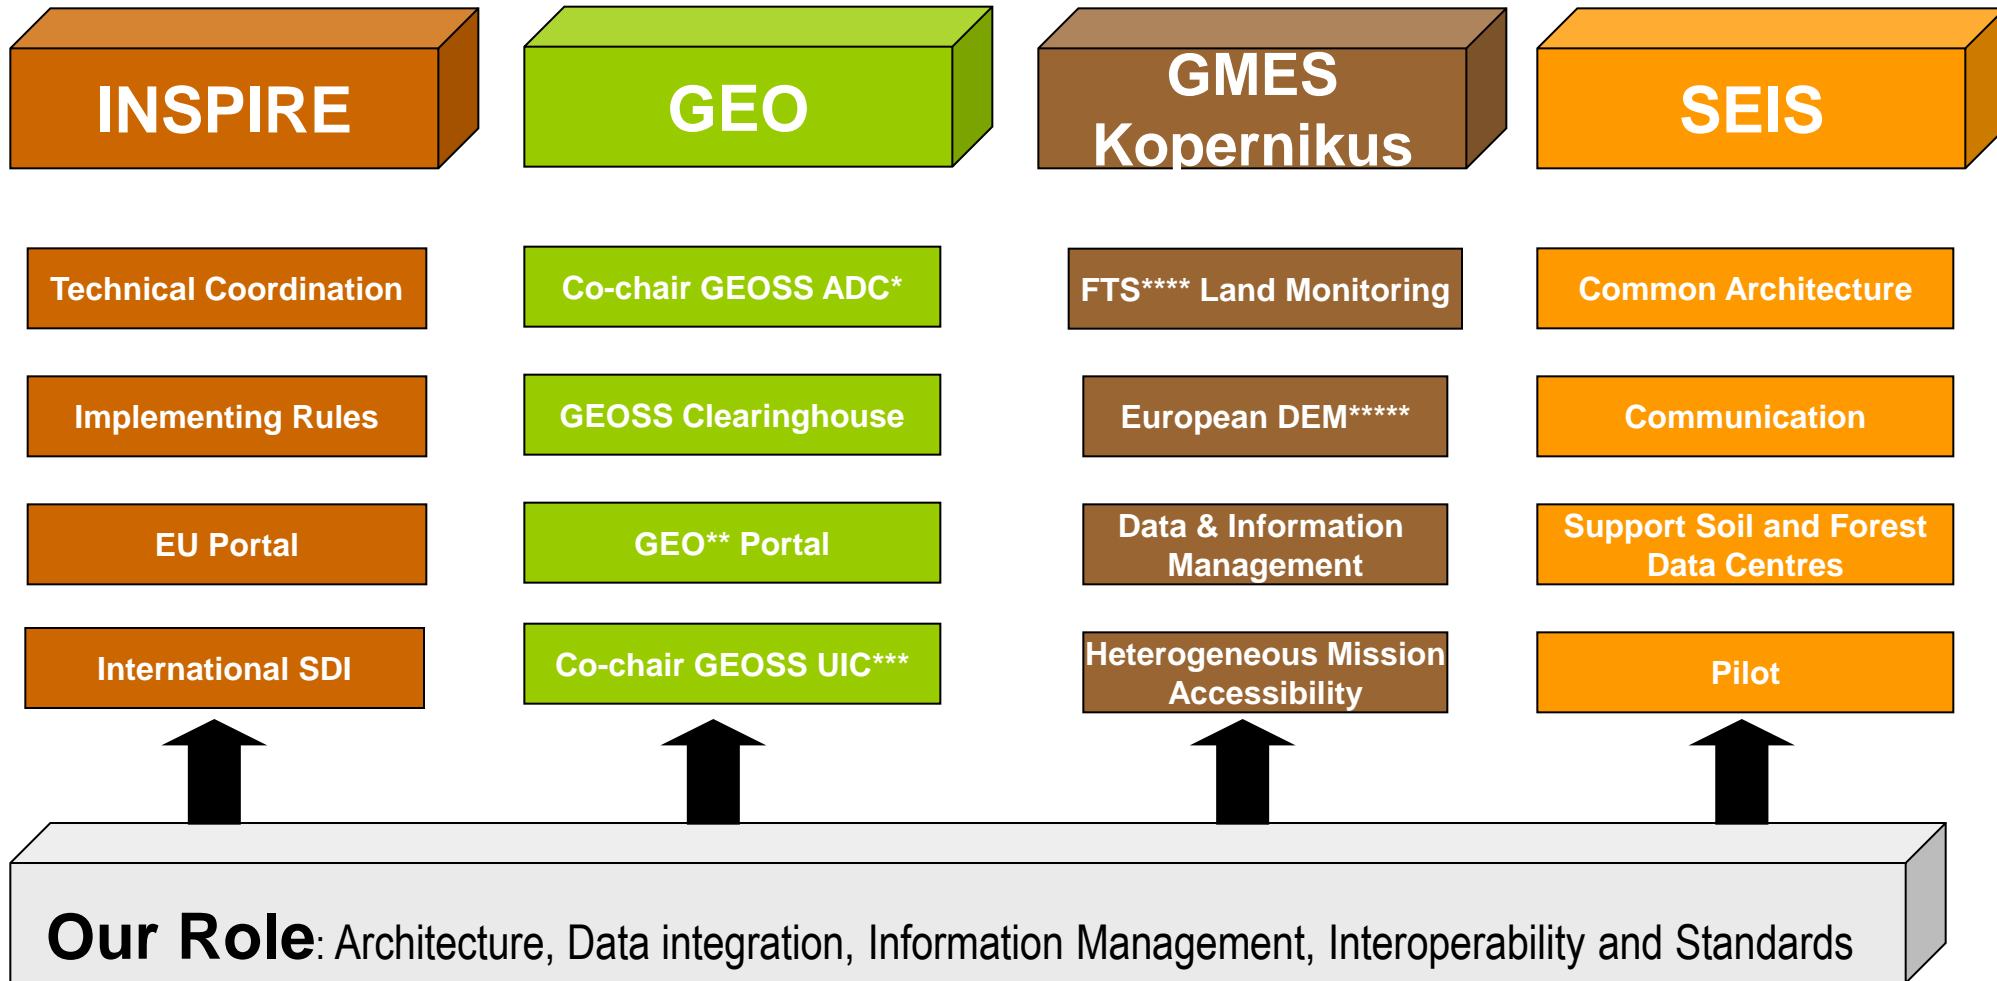 INSPIRE
GEO
GMES
Kopernikus
SEIS
Technical Coordination
Co-chair GEOSS ADC*
FTS**** Land Monitoring
Common Architecture
Implementing Rules
GEOSS Clearinghouse
European DEM*****
Communication
EU Portal
GEO** Portal
Data & Information
Management
Support Soil and Forest
Data Centres
International SDI
Co-chair GEOSS UIC***
Heterogeneous Mission
Accessibility
Pilot
Our Role: Architecture, Data integration, Information Management, Interoperability and Standards